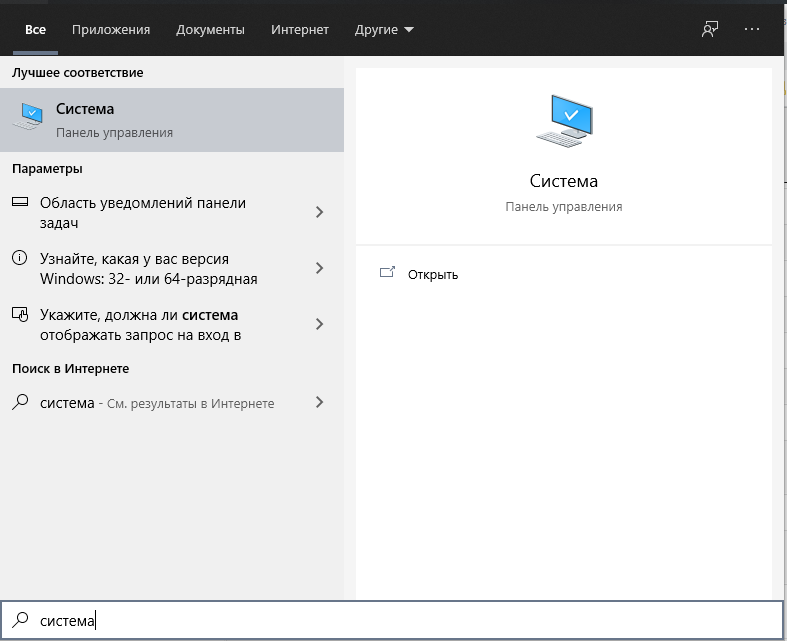 Все Приложения Документы Интернет Другие
Лучшее соответствие
Система
Панель управления
Параметры
Область уведомлений панели
задач
Узнайте, какая у вас версия
Windows: 32- или 64-разрядная
Укажите, должна ли система
отображать запрос на вход в
Поиск в Интернете
система - См. результаты в Интернете
Система
Панель управления
Открыть
система